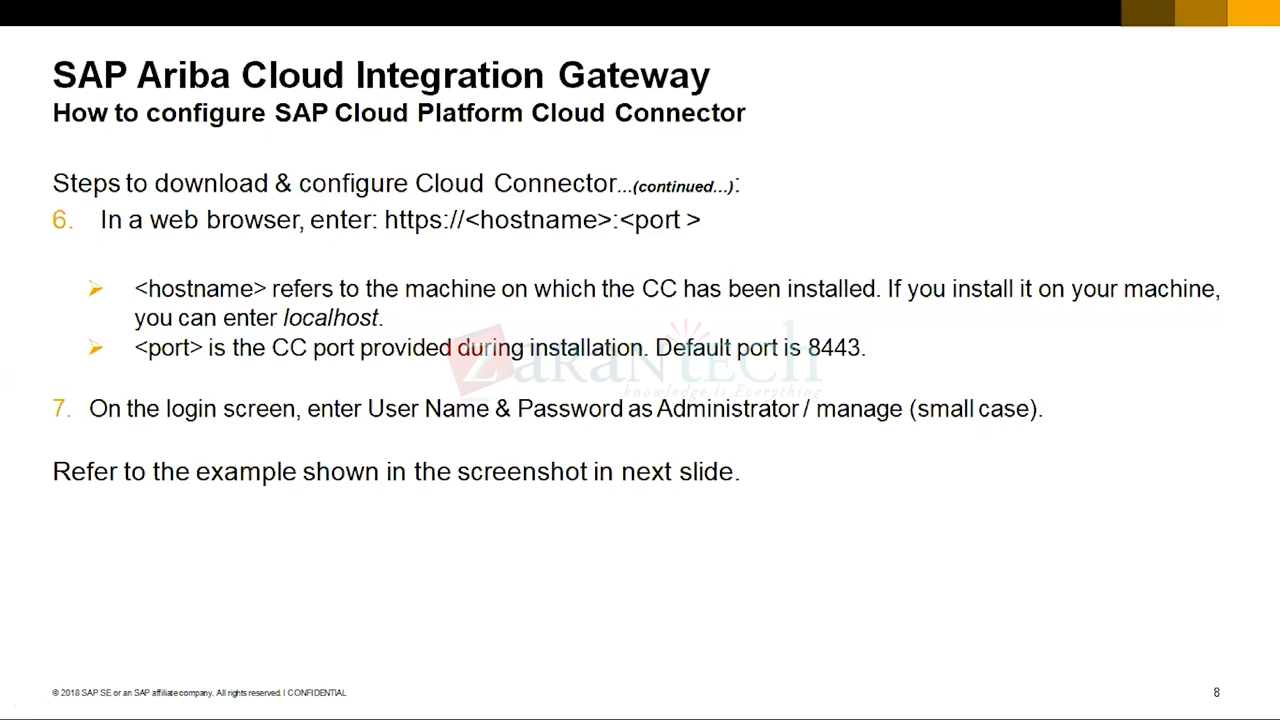 SAP Ariba Cloud Integration Gateway
How to configure SAP Cloud Platform Cloud Connector
Steps to download & configure Cloud Connector...(continued...):
6. In a web browser, enter: https://<hostname>:<port >
<hostname> refers to the machine on which the CC has been installed. If you install it on your machine,
you can enter localhost.
<port> is the CC port provided during installation. Default port is 8443.
ZaranTech
knowledge is Everything
7. On the login screen, enter User Name & Password as Administrator / manage (small case).
Refer to the example shown in the screenshot in next slide.
© 2018 SAP SE or an SAP affiliate company. All rights reserved. I CONFIDENTIAL
8